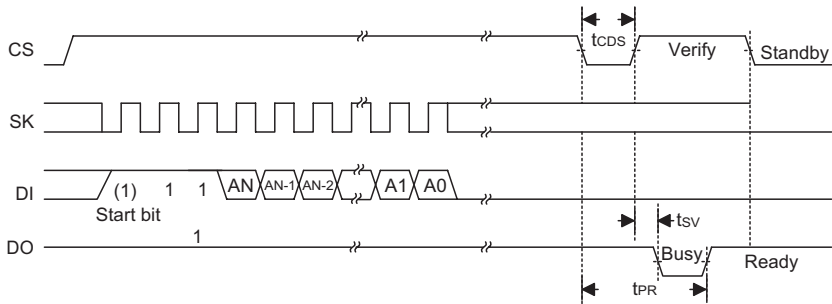 tCDS
CS
Verify
Standby
SK
DI
(1) 1 1 AN AN-1 AN-2 A1 A0
Start bit
tSV
1
DO
Busy
Ready
tPR